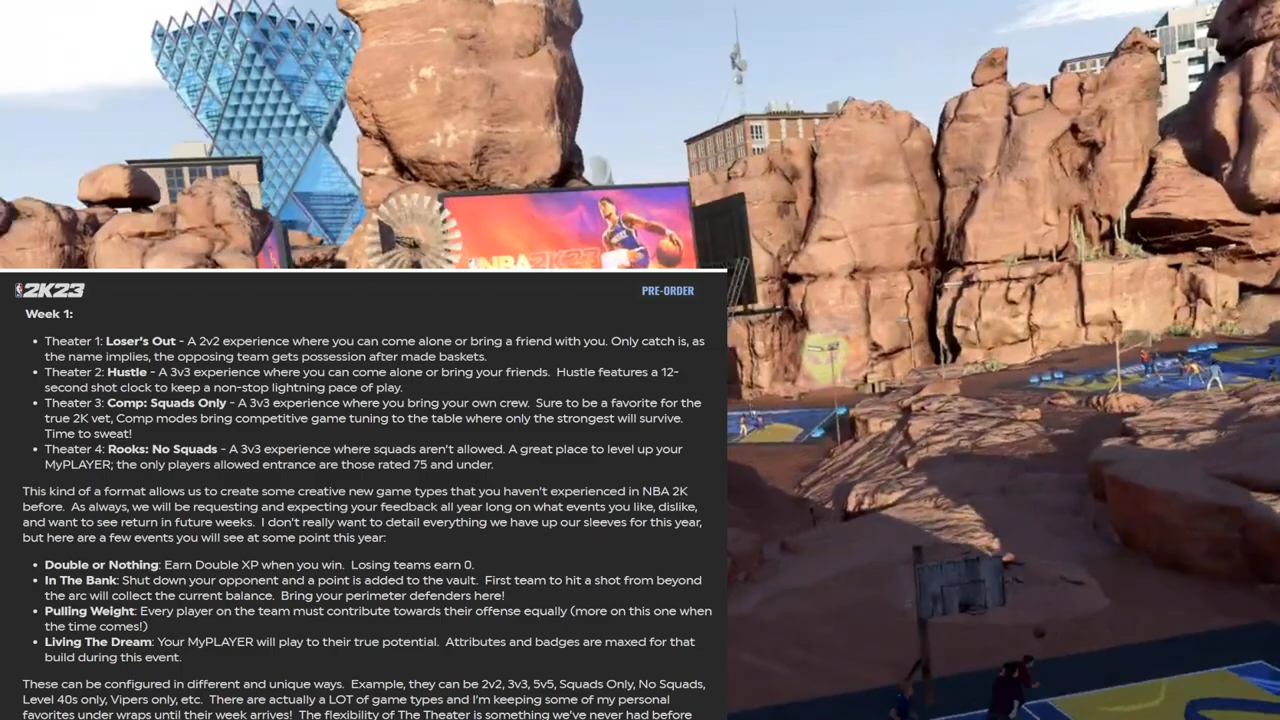 NBA 2K23
2K23
PRE-ORDER
Week 1:
• Theater 1: Loser's Out - A 2v2 experience where you can come alone or bring a friend with you. Only catch is, as
the name implies, the opposing team gets possession after made baskets.
• Theater 2: Hustle - A 3v3 experience where you can come alone or bring your friends. Hustle features a 12-
second shot clock to keep a non-stop lightning pace of play.
• Theater 3: Comp: Squads Only - A 3v3 experience where you bring your own crew. Sure to be a favorite for the
true 2K vet, Comp modes bring competitive game tuning to the table where only the strongest will survive.
Time to sweat!
• Theater 4: Rooks: No Squads - A 3v3 experience where squads aren't allowed. A great place to level up your
MyPLAYER; the only players allowed entrance are those rated 75 and under.
This kind of a format allows us to create some creative new game types that you haven't experienced in NBA 2K
before. As always, we will be requesting and expecting your feedback all year long on what events you like, dislike,
and want to see return in future weeks. I don't really want to detail everything we have up our sleeves for this year,
but here are a few events you will see at some point this year:
• Double or Nothing: Earn Double XP when you win. Losing teams earn 0.
• In The Bank: Shut down your opponent and a point is added to the vault. First team to hit a shot from beyond
the arc will collect the current balance. Bring your perimeter defenders here!
• Pulling Weight: Every player on the team must contribute towards their offense equally (more on this one when
the time comes!)
• Living The Dream: Your MyPLAYER will play to their true potential. Attributes and badges are maxed for that
build during this event.
These can be configured in different and unique ways. Example, they can be 2v2, 3v3, 5v5, Squads Only, No Squads,
Level 40s only, Vipers only, etc. There are actually a LOT of game types and I'm keeping some of my personal
favorites under wraps until their week arrives! The flexibility of The Theater is something we've never had before